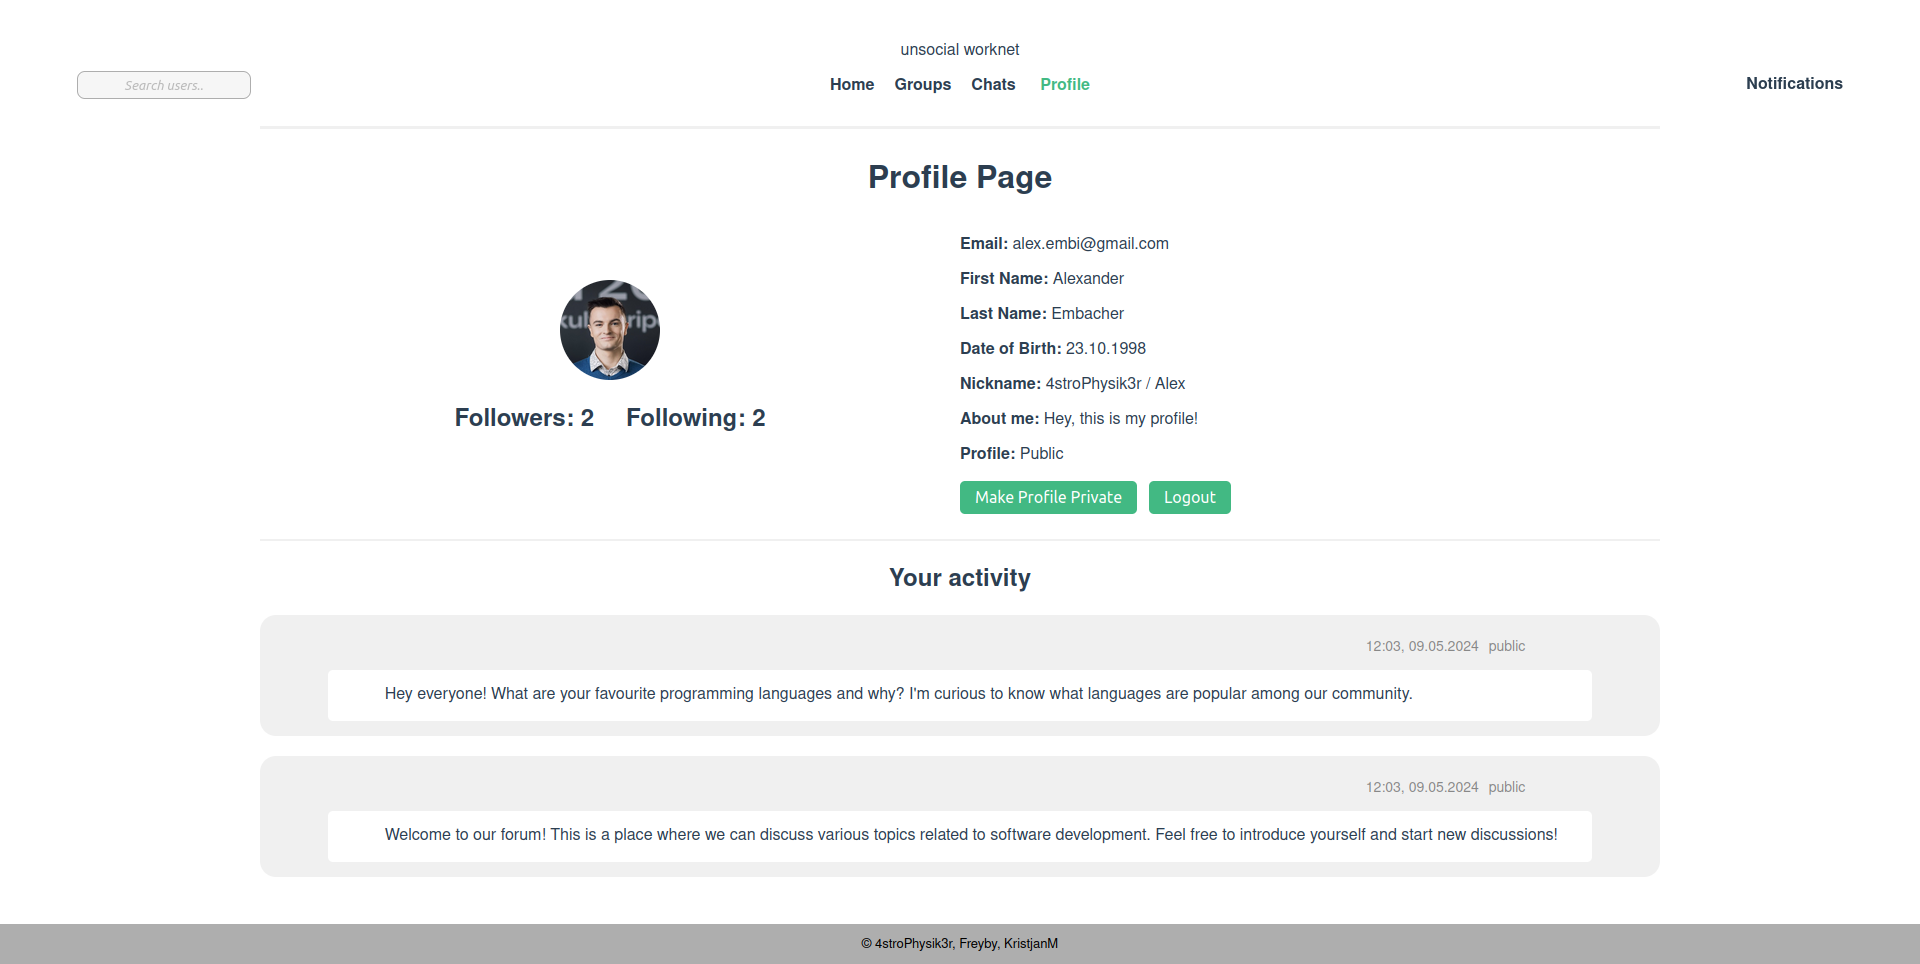 unsocial worknet
Search users..
Home Groups Chats Profile
Notifications
Profile Page
Followers: 2 Following: 2
Email: alex.embi@gmail.com
First Name: Alexander
Last Name: Embacher
Date of Birth: 23.10.1998
Nickname: 4stroPhysik3r / Alex
About me: Hey, this is my profile!
Profile: Public
Make Profile Private Logout
Your activity
12:03, 09.05.2024 public
Hey everyone! What are your favourite programming languages and why? I'm curious to know what languages are popular among our community.
12:03, 09.05.2024 public
Welcome to our forum! This is a place where we can discuss various topics related to software development. Feel free to introduce yourself and start new discussions!
© 4stroPhysik3r, Freyby, KristjanM